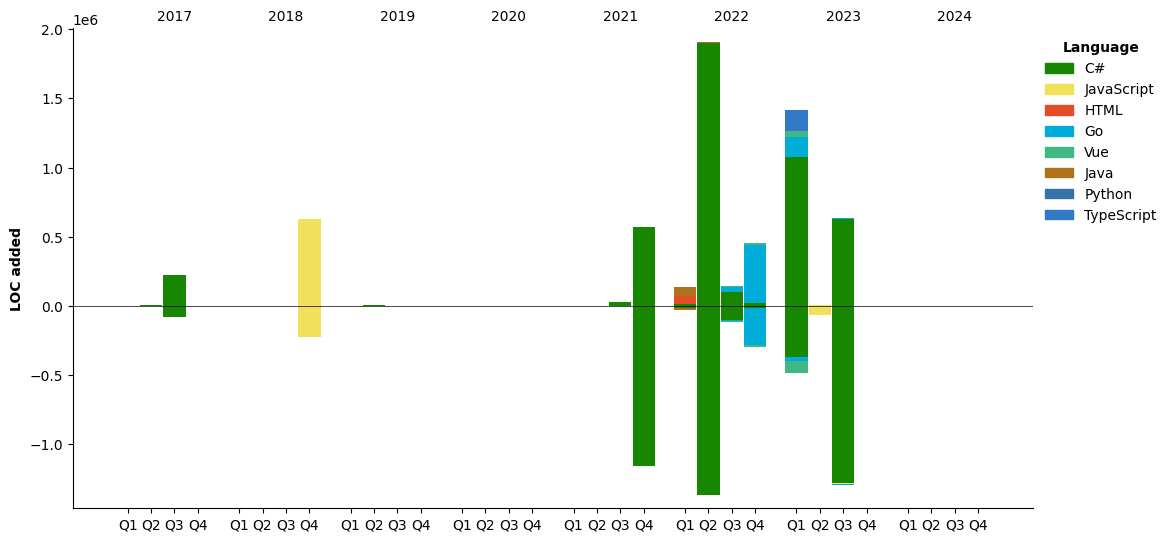 2017 2018 2019 2020 2021 2022 2023 2024
1e6
2.0
1.5
1.0
0.5
0.0
−0.5
−1.0
LOC added
Q1 Q2 Q3 Q4 Q1 Q2 Q3 Q4 Q1 Q2 Q3 Q4 Q1 Q2 Q3 Q4 Q1 Q2 Q3 Q4 Q1 Q2 Q3 Q4 Q1 Q2 Q3 Q4 Q1 Q2 Q3 Q4
Language
C#
JavaScript
HTML
Go
Vue
Java
Python
TypeScript